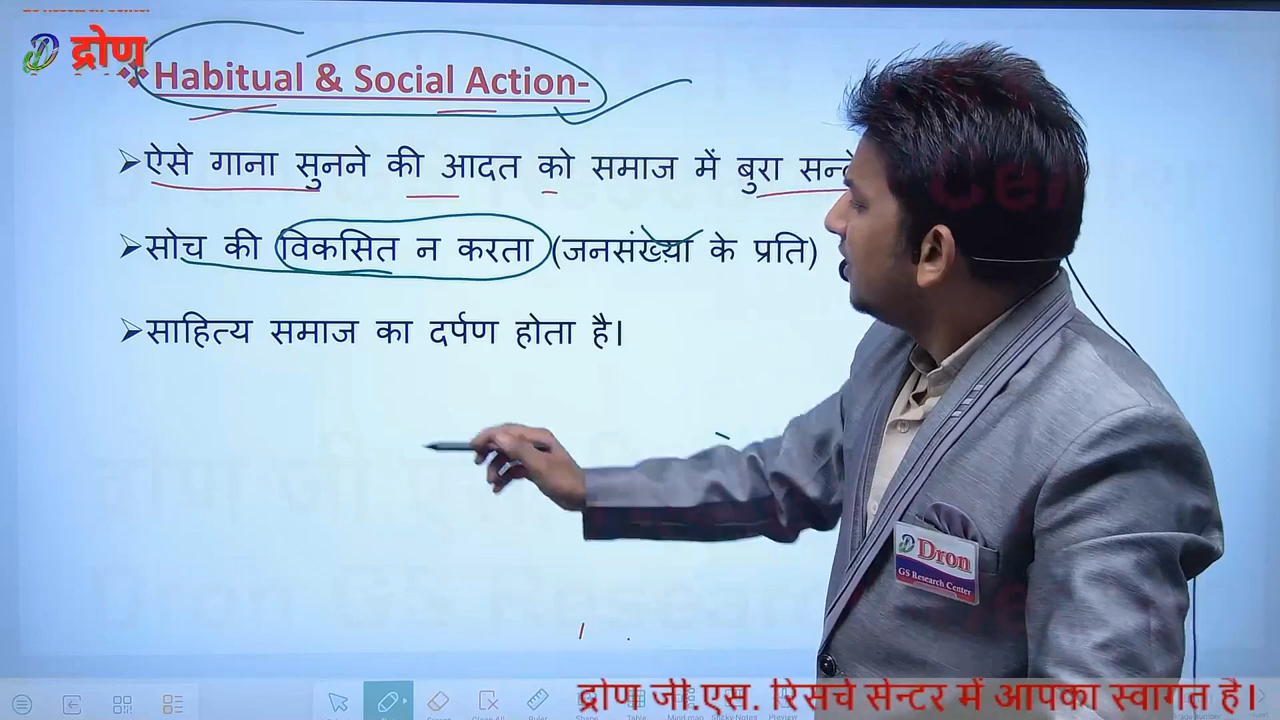 द्रोण
❖Habitual & Social Action-
➢ऐसे गाना सुनने की आदत को समाज में बुरा
➢सोच की विकसित न करता (जनसंख्या के प्रति)
➢साहित्य समाज का दर्पण होता है।
Dron
GS Research Center
द्रोण जी.एस. रिसर्च सेन्टर में आपका स्वागत है।